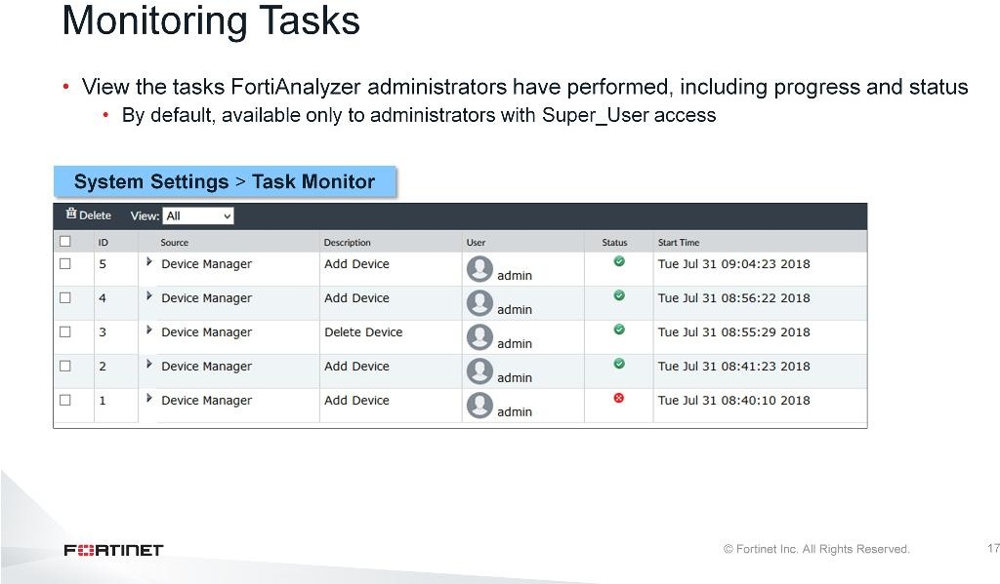 Monitoring Tasks
• View the tasks FortiAnalyzer administrators have performed, including progress and status
• By default, available only to administrators with Super_User access
System Settings > Task Monitor
Delete View: All
ID Source Description User Status Start Time
5 Device Manager Add Device admin Tue Jul 31 09:04:23 2018
4 Device Manager Add Device admin Tue Jul 31 08:56:22 2018
3 Device Manager Delete Device admin Tue Jul 31 08:55:29 2018
2 Device Manager Add Device admin Tue Jul 31 08:41:23 2018
1 Device Manager Add Device admin Tue Jul 31 08:40:10 2018
FORTINET © Fortinet Inc. All Rights Reserved. 17